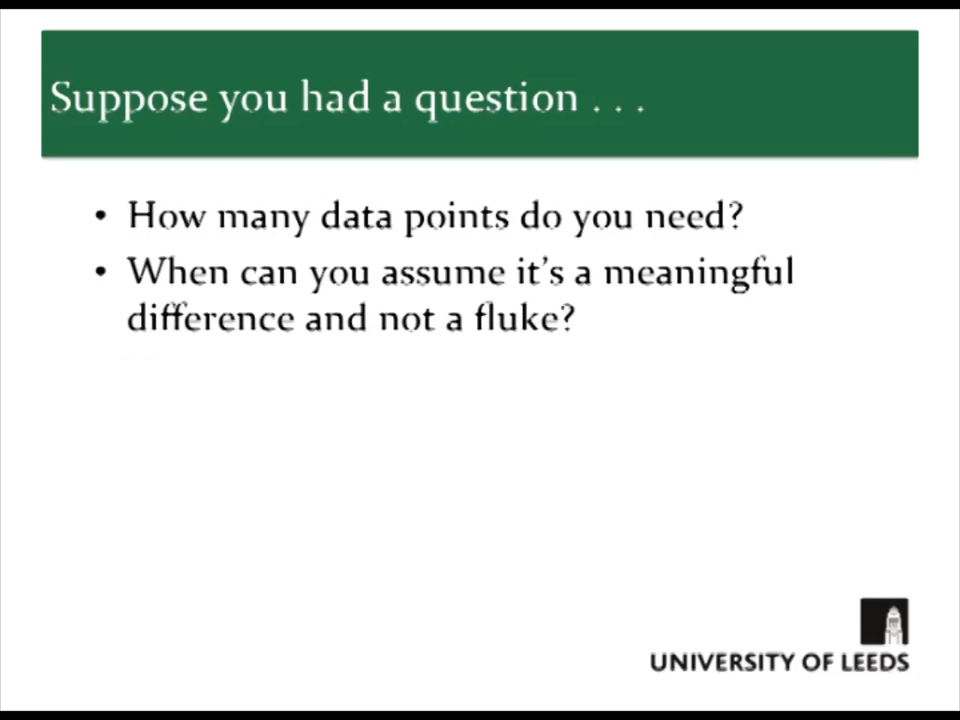 Suppose you had a question . . .
• How many data points do you need?
• When can you assume it's a meaningful
difference and not a fluke?
UNIVERSITY OF LEEDS